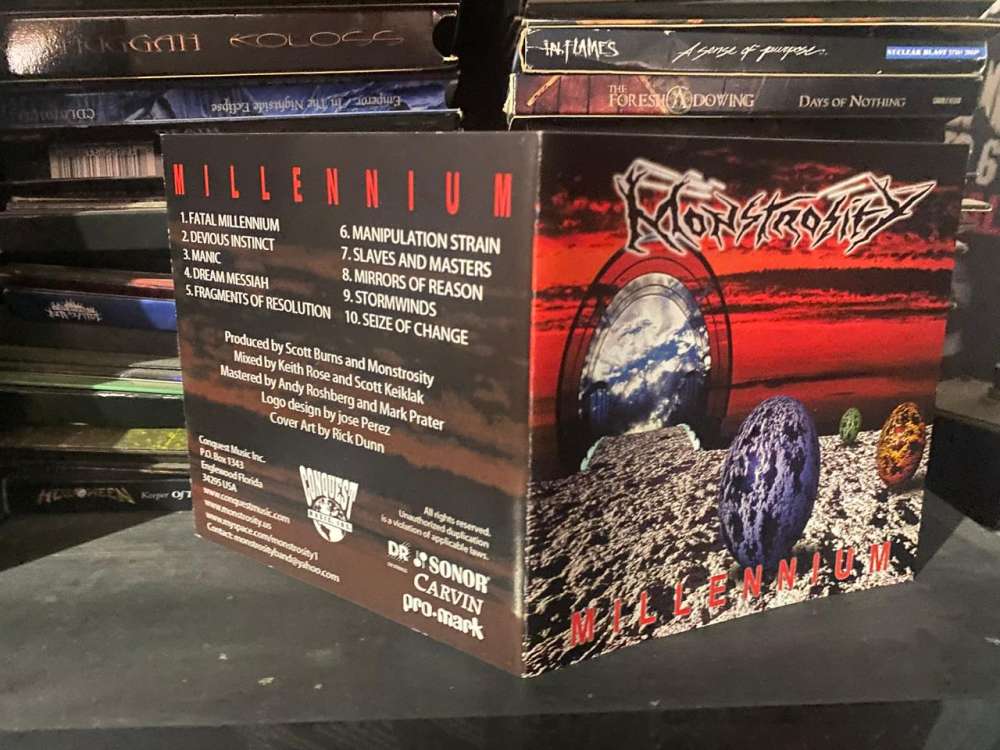 MESHUGGAH KOLOSS
IN FLAMES A sense of purpose
NUCLEAR BLAST
Emperor In The Nightside Eclipse
THE FORESHADOWING DAYS OF NOTHING
HELLOWEEN Keeper OF T
MILLENNIUM
1. FATAL MILLENNIUM
2. DEVIOUS INSTINCT
3. MANIC
4. DREAM MESSIAH
5. FRAGMENTS OF RESOLUTION
6. MANIPULATION STRAIN
7. SLAVES AND MASTERS
8. MIRRORS OF REASON
9. STORMWINDS
10. SEIZE OF CHANGE
Produced by Scott Burns and Monstrosity
Mixed by Keith Rose and Scott Keiklak
Mastered by Andy Roshberg and Mark Prater
Logo design by jose Perez
Cover Art by Rick Dunn
Conquest Music Inc.
P.O. Box 1343
Englewood Florida
34295 USA
www.conquestmusic.com
www.monstrosity.us
www.myspace.com/monstrosity1
Contact: monstrosityband@yahoo.com
CONQUEST
MUSIC, INC.
All rights reserved.
Unauthorized duplication
is a violation of applicable laws.
DR SONOR
CARVIN
pro·mark
MONSTROSITY
MILLENNIUM